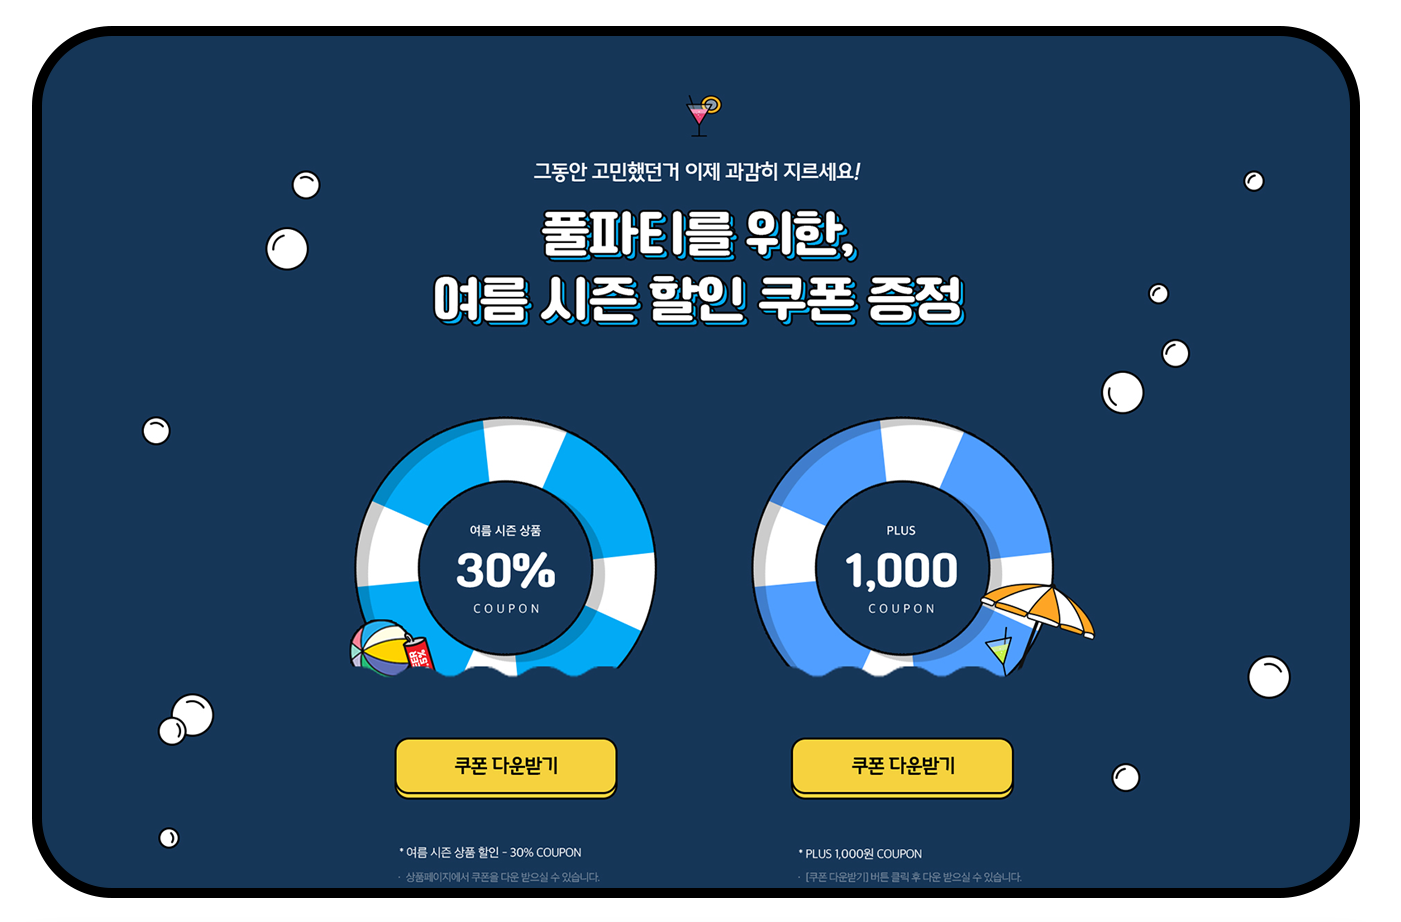 그동안 고민했던거 이제 과감히 지르세요!
풀파티를 위한,
여름 시즌 할인 쿠폰 증정
여름 시즌 상품
30%
COUPON
PLUS
1,000
COUPON
쿠폰 다운받기
쿠폰 다운받기
* 여름 시즌 상품 할인 - 30% COUPON
· 상품페이지에서 쿠폰을 다운 받으실 수 있습니다.
* PLUS 1,000원 COUPON
· [쿠폰 다운받기] 버튼 클릭 후 다운 받으실 수 있습니다.